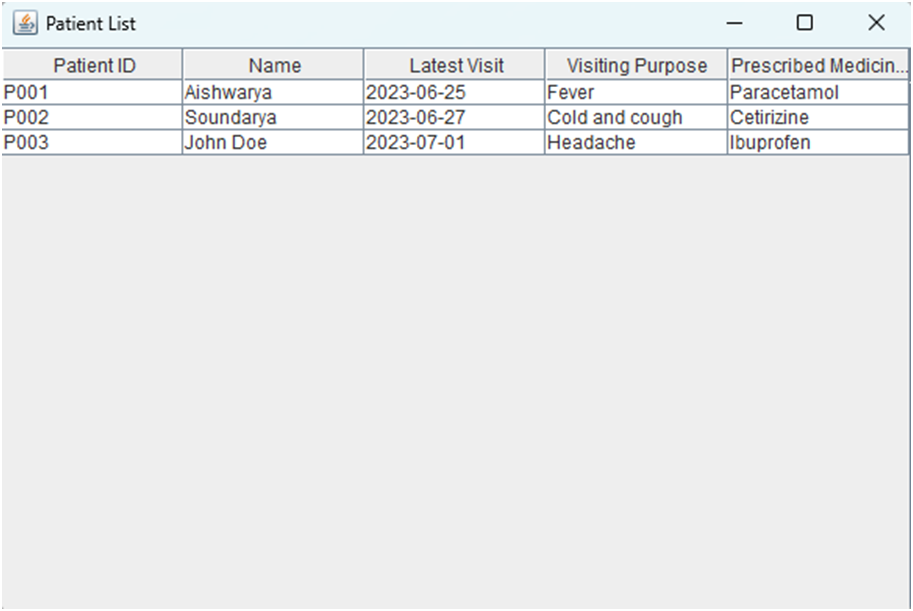 Patient List
Patient ID Name Latest Visit Visiting Purpose Prescribed Medicin...
P001 Aishwarya 2023-06-25 Fever Paracetamol
P002 Soundarya 2023-06-27 Cold and cough Cetirizine
P003 John Doe 2023-07-01 Headache Ibuprofen